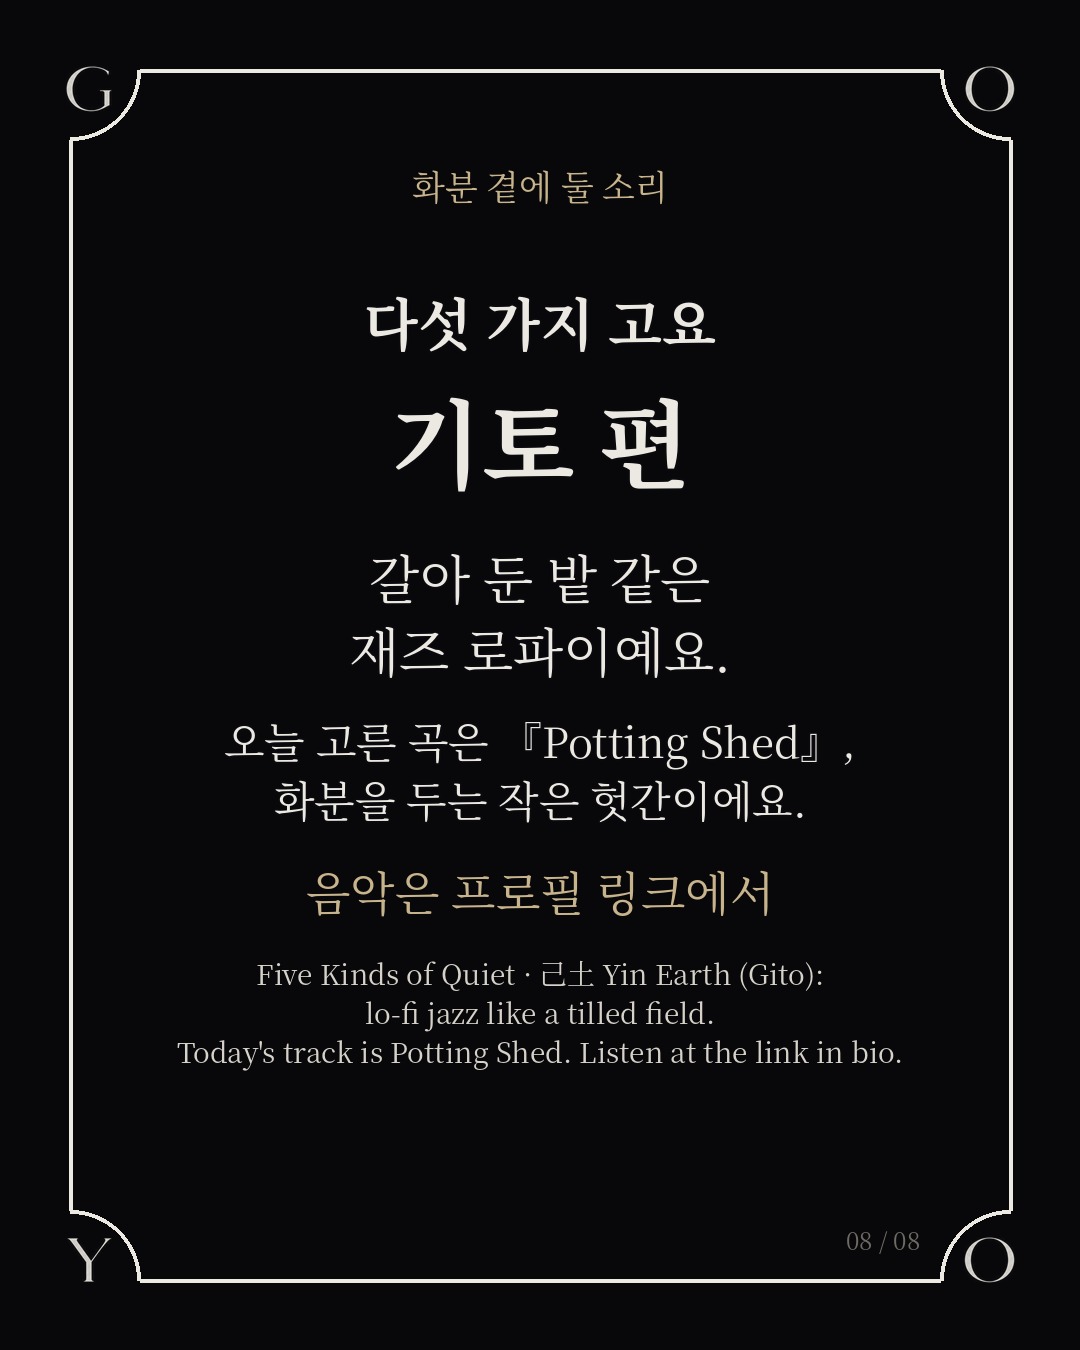 G
O
화분 곁에 둘 소리
다섯 가지 고요
기토 편
갈아 둔 밭 같은
재즈 로파이예요.
오늘 고른 곡은 『Potting Shed』,
화분을 두는 작은 헛간이에요.
음악은 프로필 링크에서
Five Kinds of Quiet · 己土 Yin Earth (Gito):
lo-fi jazz like a tilled field.
Today's track is Potting Shed. Listen at the link in bio.
08 / 08
Y
O